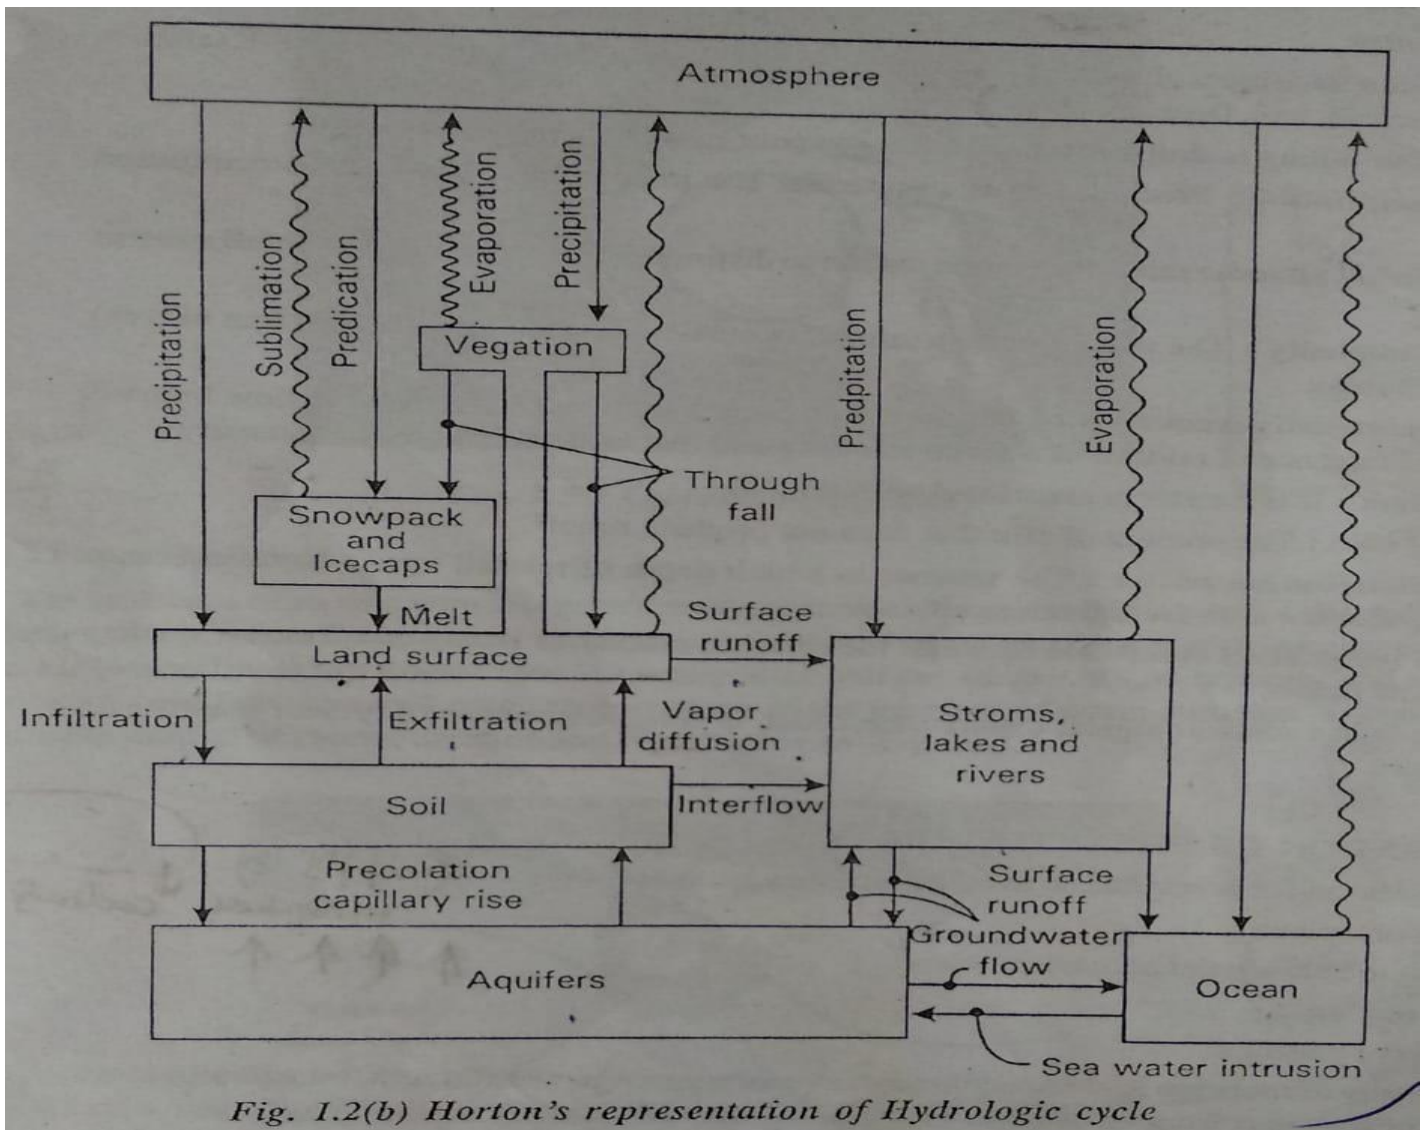 Atmosphere
Precipitation
Sublimation
Predication
Evaporation
Precipitation
Vegation
Predpitation
Evaporation
Through
fall
Snowpack
and
Icecaps
Melt
Land surface
Surface
runoff
Infiltration
Exfiltration
Vapor
diffusion
Stroms,
lakes and
rivers
Soil
Interflow
Precolation
capillary rise
Surface
runoff
Groundwater
flow
Aquifers
Ocean
Sea water intrusion
Fig. 1.2(b) Horton's representation of Hydrologic cycle